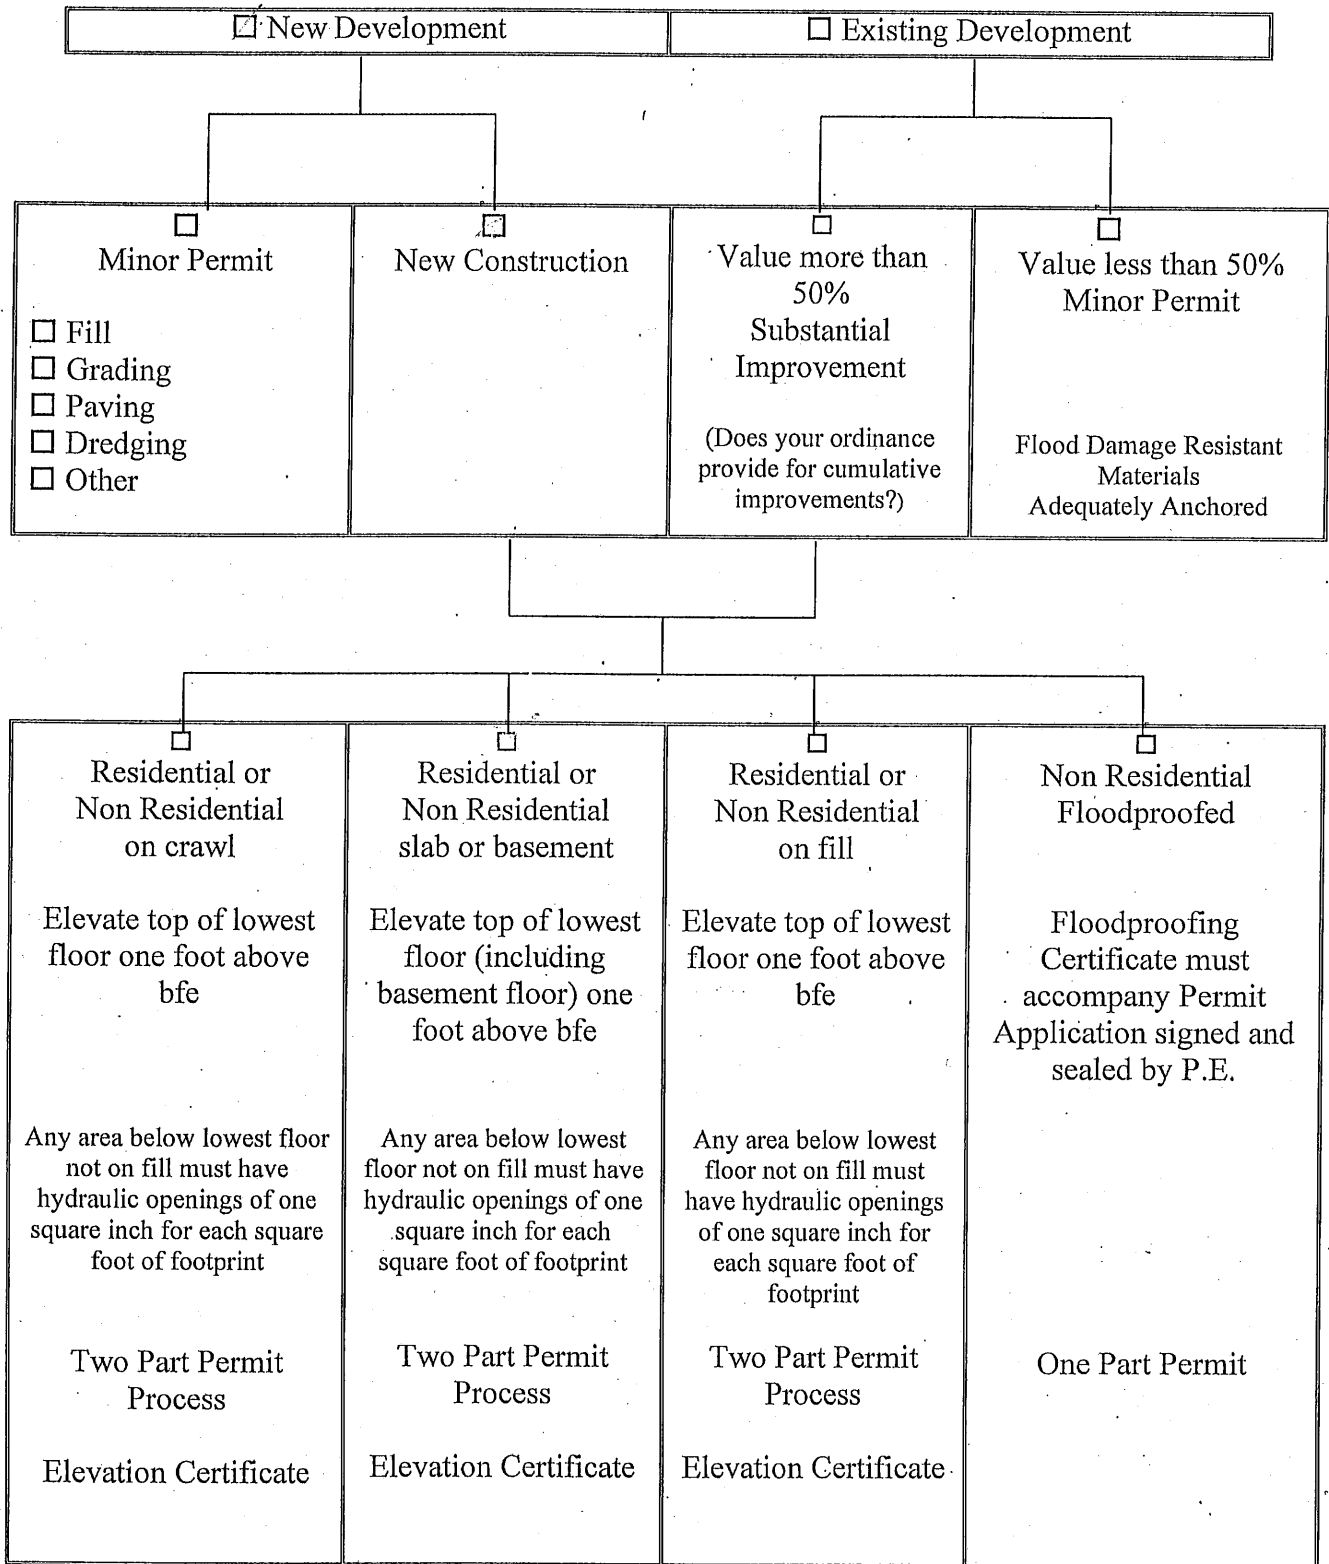 ☐ New Development
☐ Existing Development
☐
Minor Permit
☐ Fill
☐ Grading
☐ Paving
☐ Dredging
☐ Other
☐
New Construction
☐
Value more than
50%
Substantial
Improvement
(Does your ordinance
provide for cumulative
improvements?)
☐
Value less than 50%
Minor Permit
Flood Damage Resistant
Materials
Adequately Anchored
☐
Residential or
Non Residential
on crawl
Elevate top of lowest
floor one foot above
bfe
Any area below lowest floor
not on fill must have
hydraulic openings of one
square inch for each square
foot of footprint
Two Part Permit
Process
Elevation Certificate
☐
Residential or
Non Residential
slab or basement
Elevate top of lowest
floor (including
basement floor) one
foot above bfe
Any area below lowest
floor not on fill must have
hydraulic openings of one
square inch for each
square foot of footprint
Two Part Permit
Process
Elevation Certificate
☐
Residential or
Non Residential
on fill
Elevate top of lowest
floor one foot above
bfe
Any area below lowest
floor not on fill must
have hydraulic openings
of one square inch for
each square foot of
footprint
Two Part Permit
Process
Elevation Certificate
☐
Non Residential
Floodproofed
Floodproofing
Certificate must
accompany Permit
Application signed and
sealed by P.E.
One Part Permit